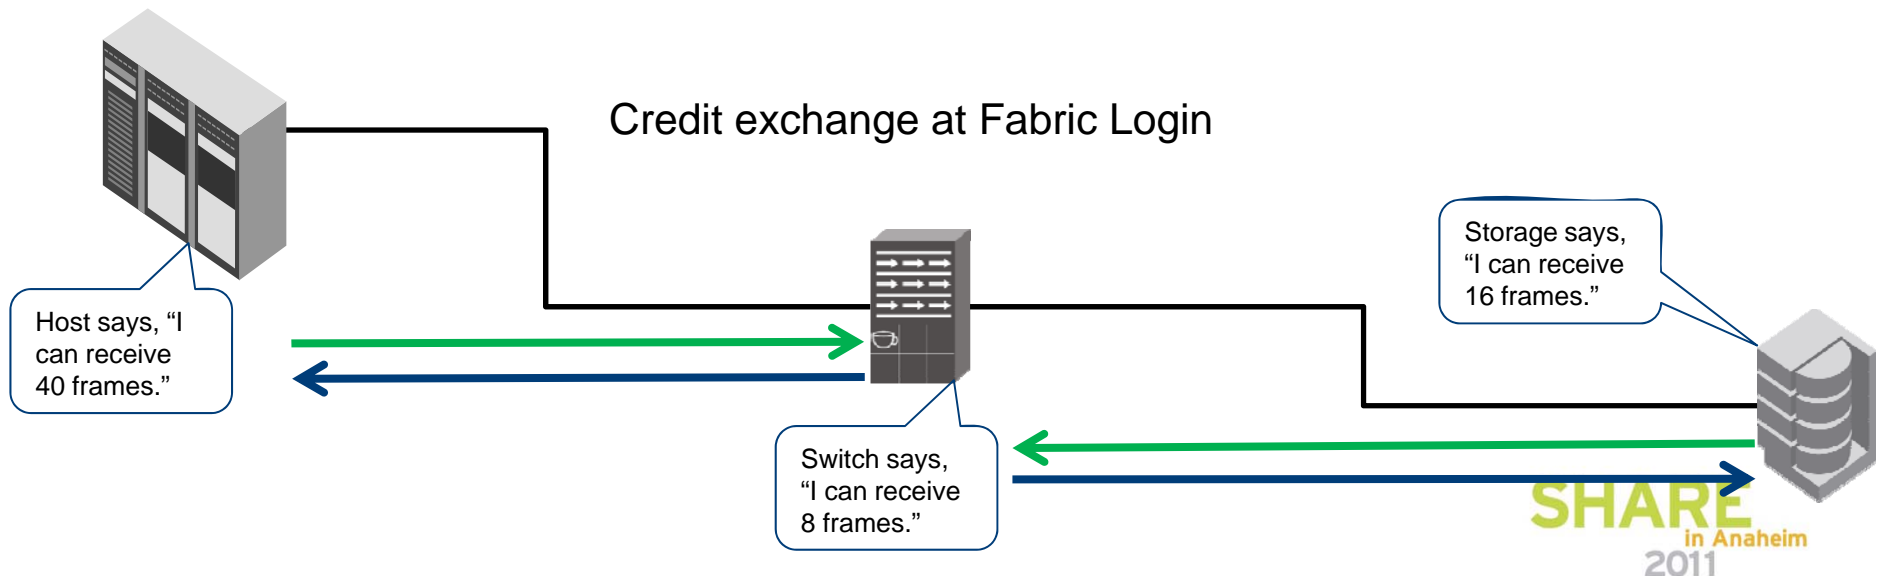 Credit exchange at Fabric Login
Storage says,
“I can receive
16 frames.”
Host says, “I
can receive
40 frames.”
Switch says,
“I can receive
8 frames.”
SHARE
in Anaheim
2011